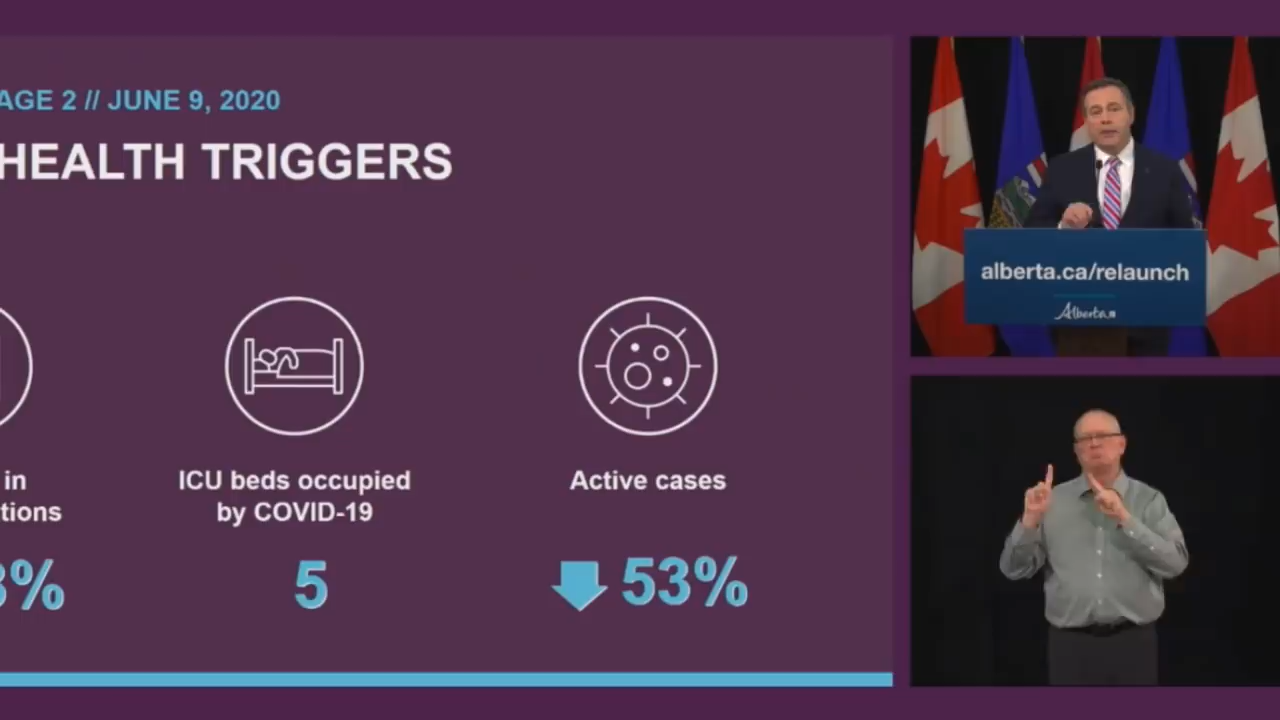 AGE 2 // JUNE 9, 2020
HEALTH TRIGGERS
in
tions
ICU beds occupied
by COVID-19
Active cases
3%
5
53%
alberta.ca/relaunch
Alberta